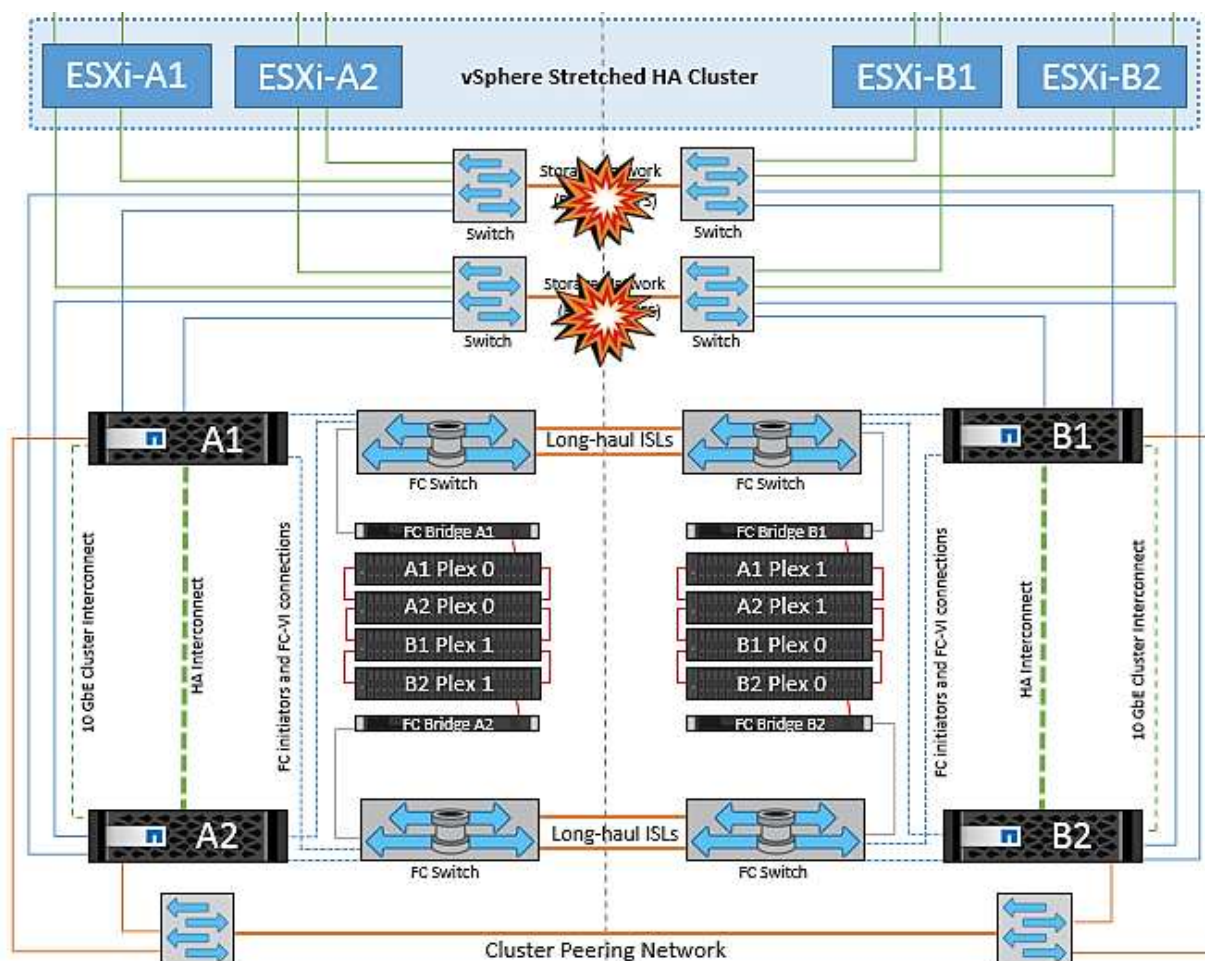 ESXi-A1
ESXi-A2
vSphere Stretched HA Cluster
ESXi-B1
ESXi-B2
Switch
Switch
Switch
Switch
A1
Long-haul ISLs
B1
FC Switch
FC Switch
FC Bridge A1
FC Bridge B1
A1 Plex 0
A1 Plex 1
A2 Plex 0
A2 Plex 1
B1 Plex 1
B1 Plex 0
B2 Plex 1
B2 Plex 0
FC Bridge A2
FC Bridge B2
10 GbE Cluster Interconnect
HA Interconnect
FC initiators and FC-VI connections
FC initiators and FC-VI connections
HA Interconnect
10 GbE Cluster Interconnect
A2
Long-haul ISLs
B2
FC Switch
FC Switch
Cluster Peering Network